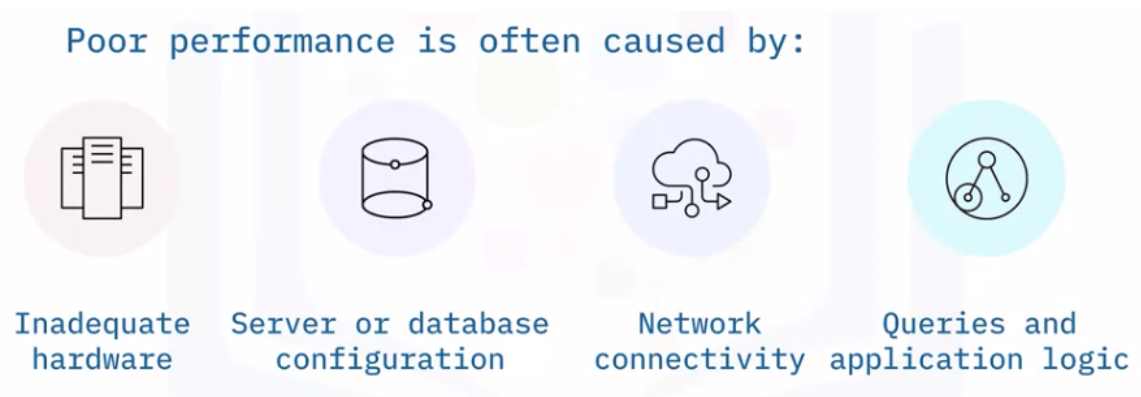 Poor performance is often caused by:
Inadequate
hardware
Server or database
configuration
Network
connectivity
Queries and
application logic